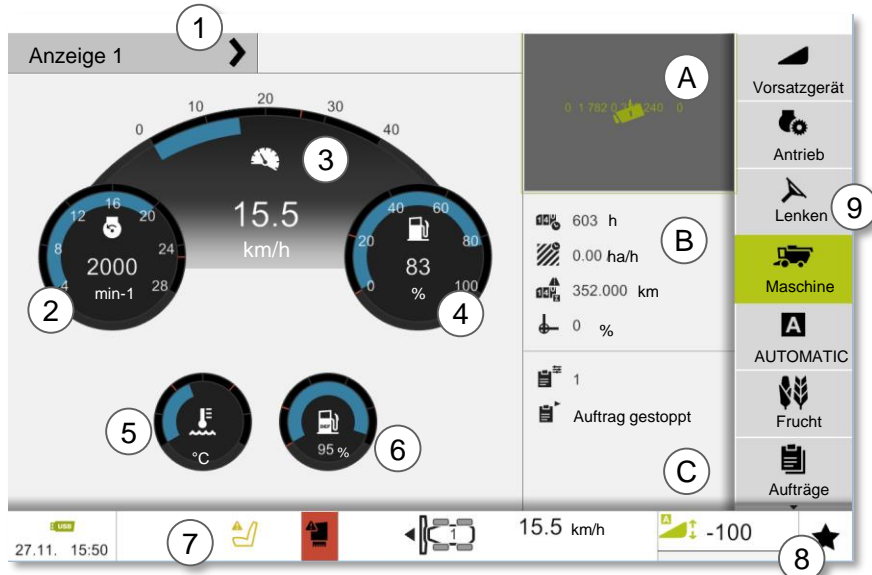 1
Anzeige 1
0
10
20
30
40
3
15.5
km/h
4
8
12
16
20
24
28
2000
min-1
2
0
20
40
60
80
100
83
%
4
5
°C
DEF
95 %
6
A
B
603 h
0.00 ha/h
352.000 km
0 %
1
Auftrag gestoppt
C
Vorsatzgerät
Antrieb
Lenken
9
Maschine
A
AUTOMATIC
Frucht
Aufträge
USB
27.11. 15:50
7
1
15.5 km/h
A
-100
8